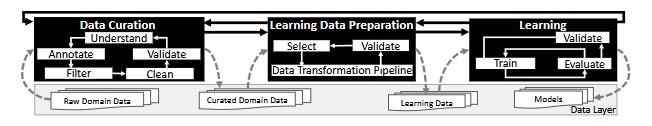 Data Curation
Understand
Annotate
Validate
Filter
Clean
Learning Data Preparation
Select
Validate
Data Transformation Pipeline
Learning
Validate
Train
Evaluate
Raw Domain Data
Curated Domain Data
Learning Data
Models
Data Layer